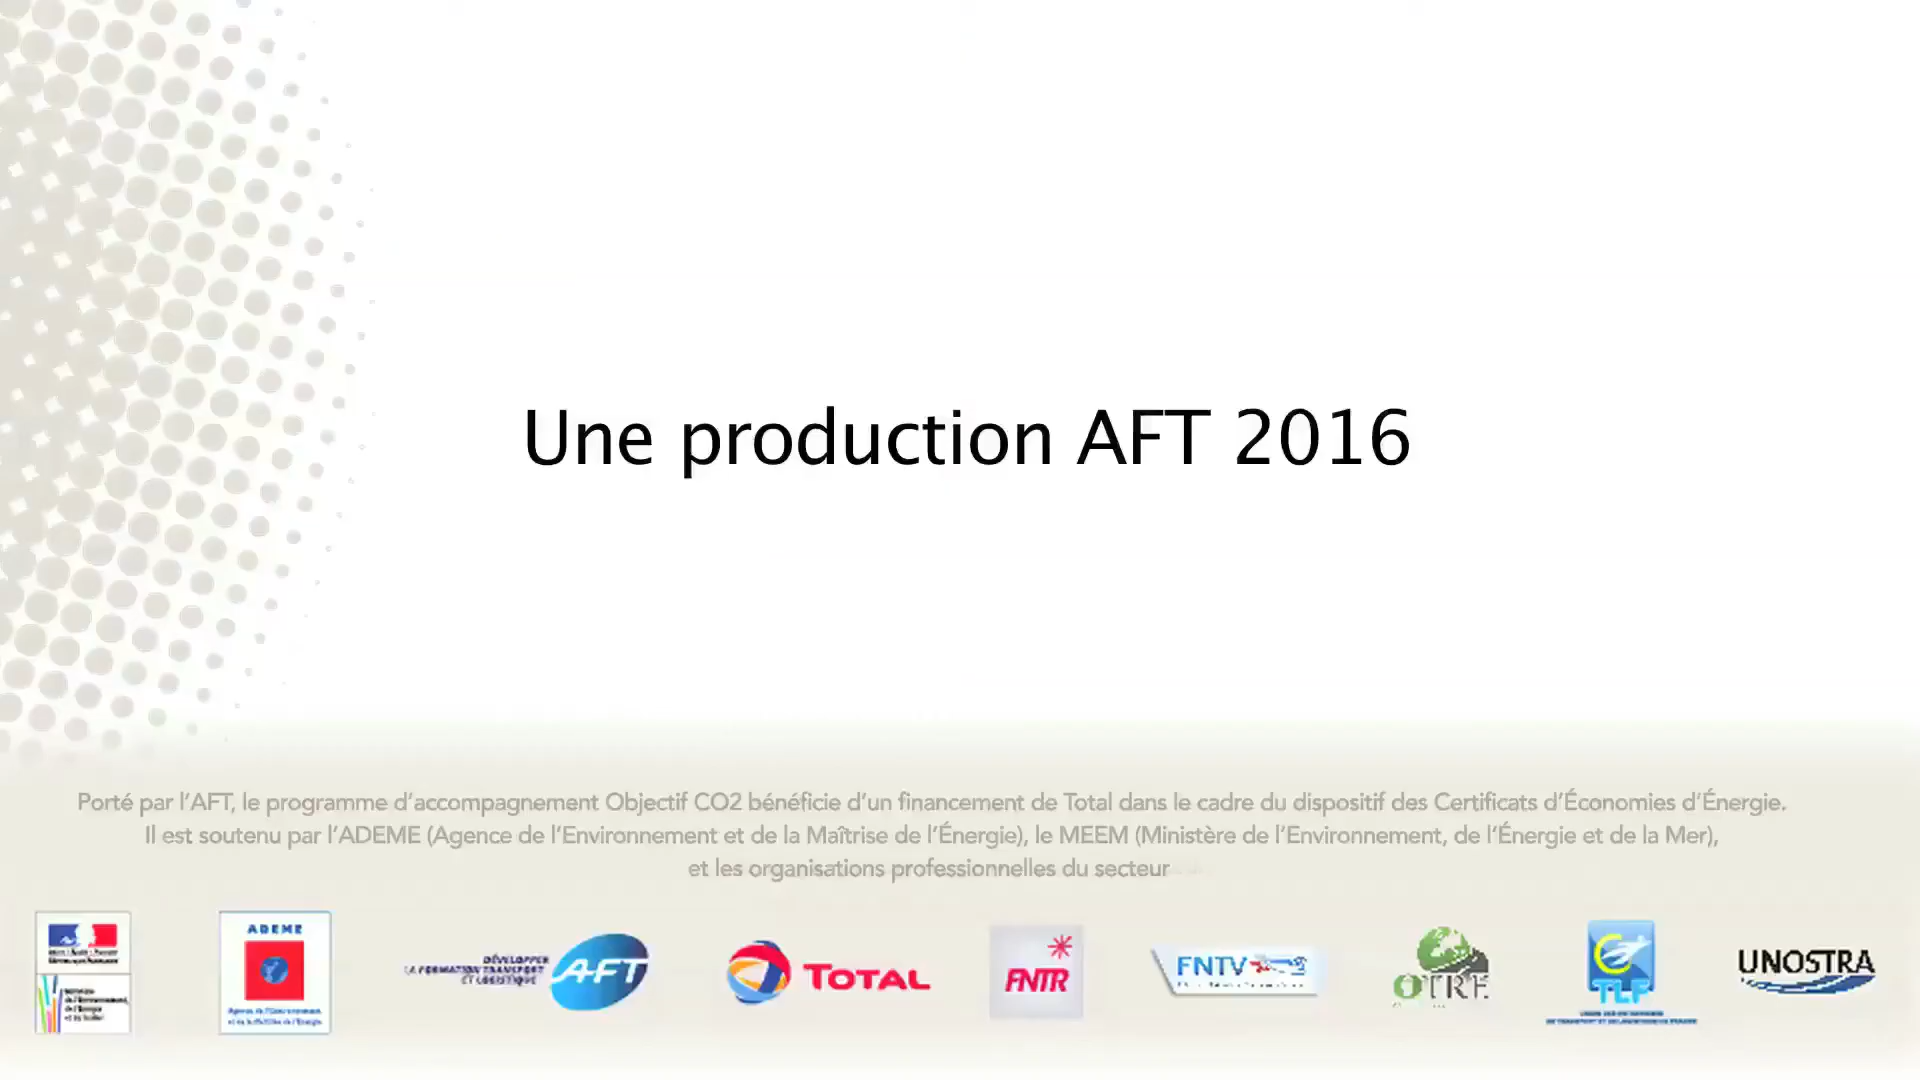 Une production AFT 2016
Porté par l'AFT, le programme d'accompagnement Objectif CO2 bénéficie d'un financement de Total dans le cadre du dispositif des Certificats d'Économies d'Énergie.
Il est soutenu par l'ADEME (Agence de l'Environnement et de la Maîtrise de l'Énergie), le MEEM (Ministère de l'Environnement, de l'Énergie et de la Mer),
et les organisations professionnelles du secteur
ADEME
DÉVELOPPER
LA FORMATION TRANSPORT
ET LOGISTIQUE
AFT
TOTAL
FNTR
FNTV
OTRE
TLF
UNOSTRA